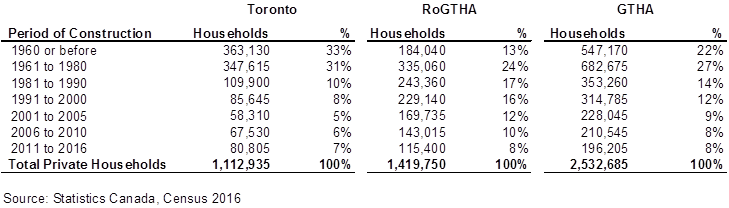 Toronto RoGTHA GTHA
Period of Construction Households % Households % Households %
1960 or before 363,130 33% 184,040 13% 547,170 22%
1961 to 1980 347,615 31% 335,060 24% 682,675 27%
1981 to 1990 109,900 10% 243,360 17% 353,260 14%
1991 to 2000 85,645 8% 229,140 16% 314,785 12%
2001 to 2005 58,310 5% 169,735 12% 228,045 9%
2006 to 2010 67,530 6% 143,015 10% 210,545 8%
2011 to 2016 80,805 7% 115,400 8% 196,205 8%
Total Private Households 1,112,935 100% 1,419,750 100% 2,532,685 100%
Source: Statistics Canada, Census 2016